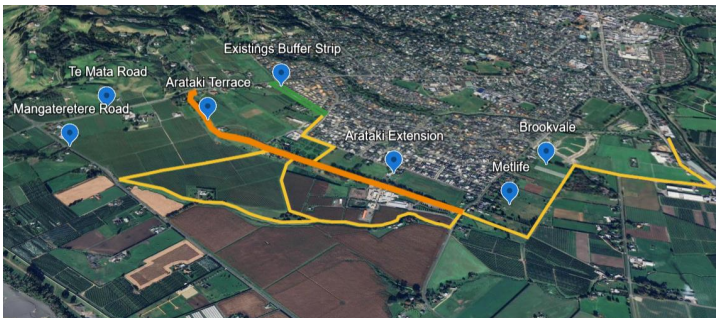 Existings Buffer Strip
Te Mata Road
Arataki Terrace
Mangateretere Road
Arataki Extension
Brookvale
Metlife